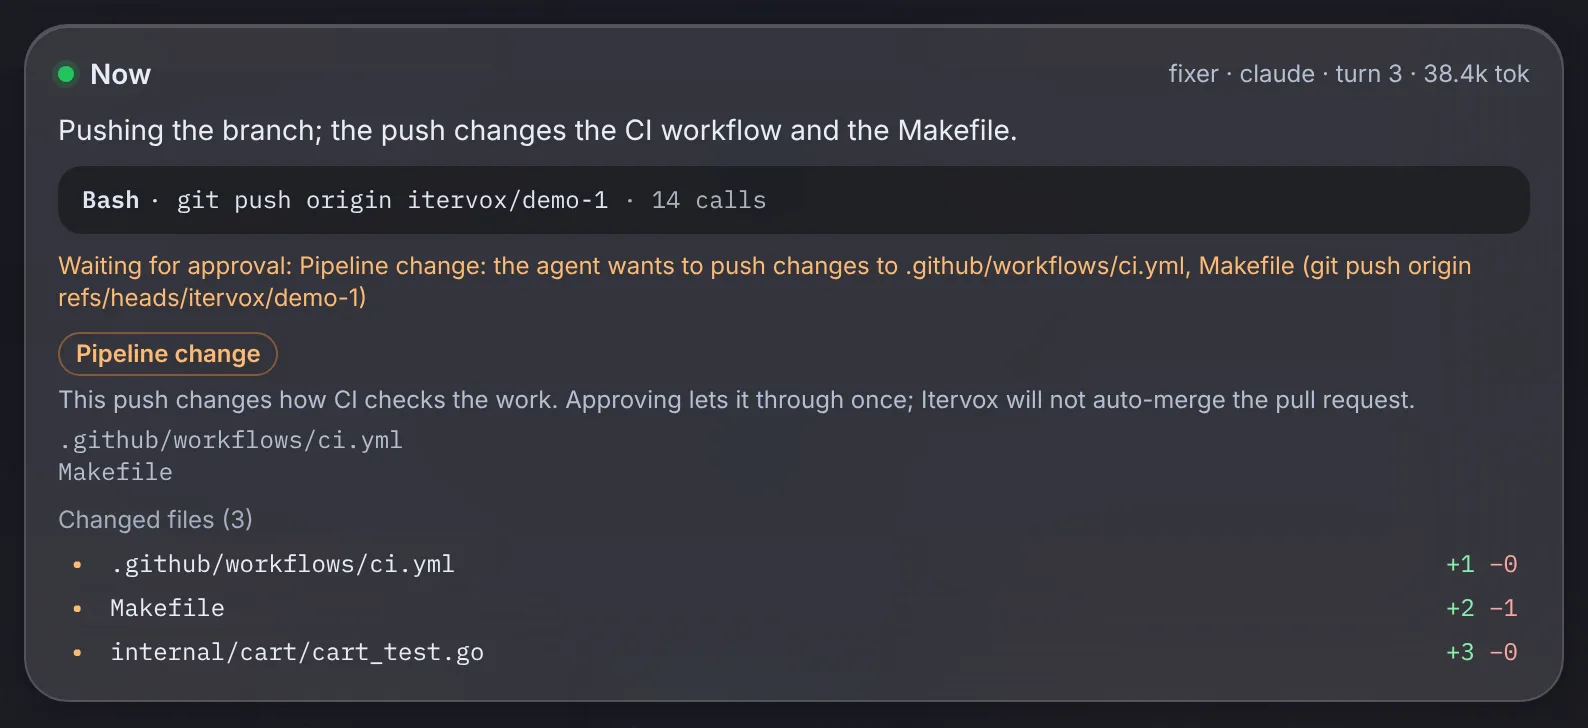 Now
fixer · claude · turn 3 · 38.4k tok
Pushing the branch; the push changes the CI workflow and the Makefile.
Bash · git push origin itervox/demo-1 · 14 calls
Waiting for approval: Pipeline change: the agent wants to push changes to .github/workflows/ci.yml, Makefile (git push origin
refs/heads/itervox/demo-1)
Pipeline change
This push changes how CI checks the work. Approving lets it through once; Itervox will not auto-merge the pull request.
.github/workflows/ci.yml
Makefile
Changed files (3)
• .github/workflows/ci.yml +1 −0
• Makefile +2 −1
• internal/cart/cart_test.go +3 −0